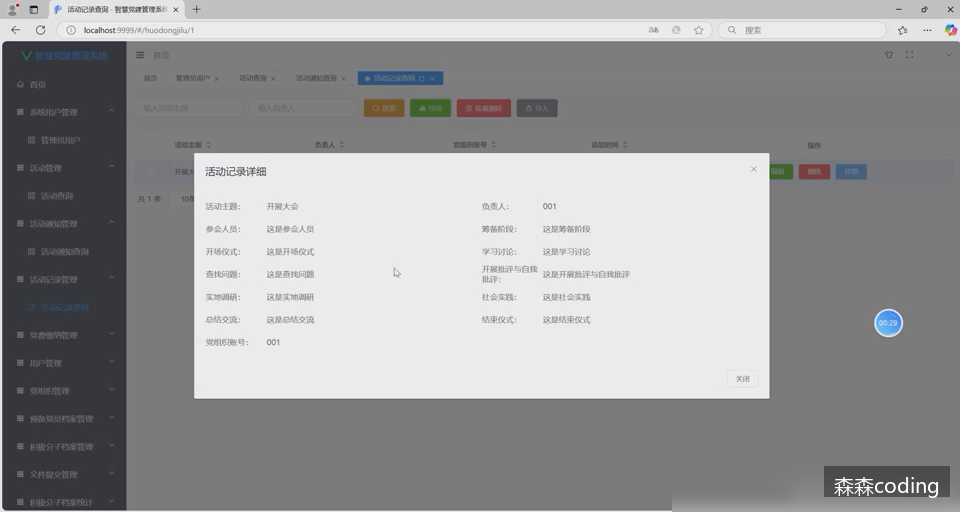 活动记录查询 - 智慧党建管理系统
localhost:9999/#/huodongjilu/1
搜索
智慧党建管理系统
首页
首页
系统用户管理
管理员用户
活动管理
活动查询
活动通知管理
活动通知查询
活动记录管理
活动记录查询
党费缴纳管理
用户管理
党组织管理
预备党员档案管理
积极分子档案管理
文件提交管理
积极分子档案统计
首页 管理员用户 活动查询 活动通知查询 活动记录查询
输入活动主题 输入负责人 搜索 导出 批量删除 导入
活动主题 负责人 党组织账号 添加时间 操作
开展大 编辑 删除 详细
共 1 条 10条
活动记录详细
活动主题: 开展大会 负责人: 001
参会人员: 这是参会人员 筹备阶段: 这是筹备阶段
开场仪式: 这是开场仪式 学习讨论: 这是学习讨论
查找问题: 这是查找问题 开展批评与自我批评: 这是开展批评与自我批评
实地调研: 这是实地调研 社会实践: 这是社会实践
总结交流: 这是总结交流 结束仪式: 这是结束仪式
党组织账号: 001
关闭
00:29
森森coding